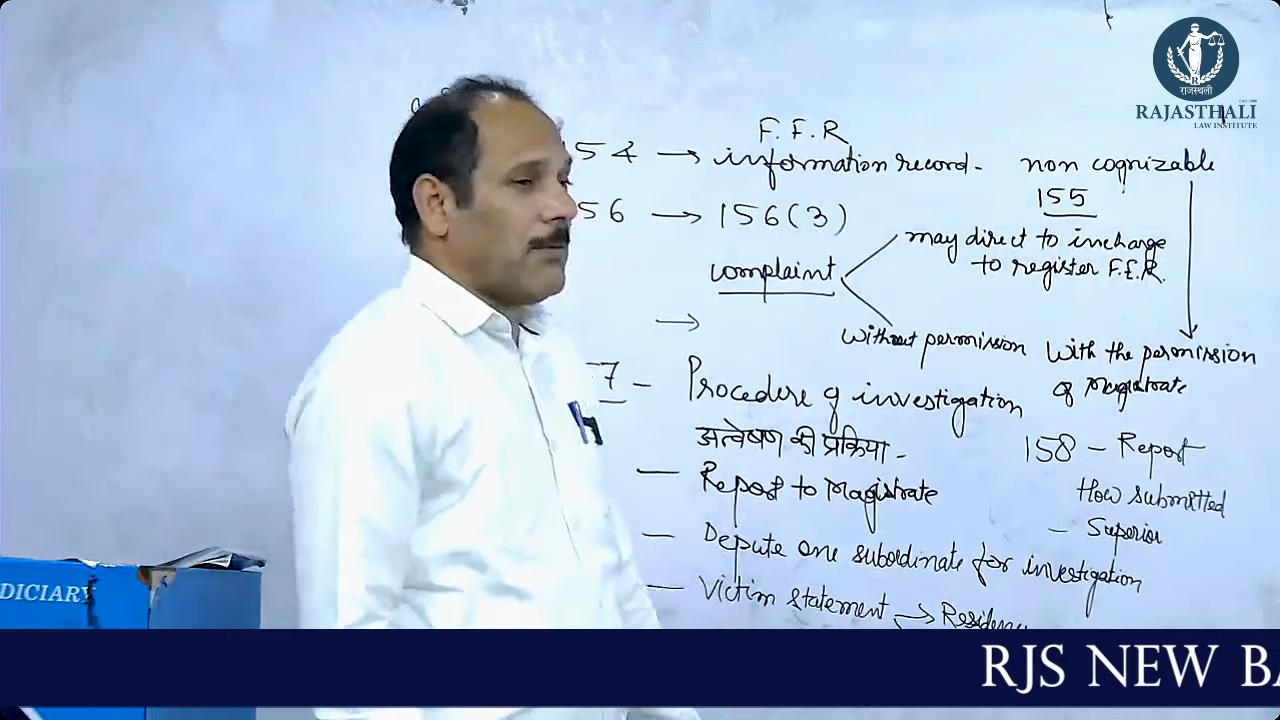 राजस्थली
RAJASTHALI
LAW INSTITUTE
F.I.R
54 → information record - non cognizable
155
56 → 156(3)
may direct to incharge
to register F.I.R.
complaint
→
Without permission With the permission
of Magistrate
7 - Procedere of investigation
अन्वेषण की प्रक्रिया -
158 - Report
- Report to Magistrate
How submitted
- Superior
- Depute one subordinate for investigation
- Victim statement → Residence
DICIARY
RJS NEW BA